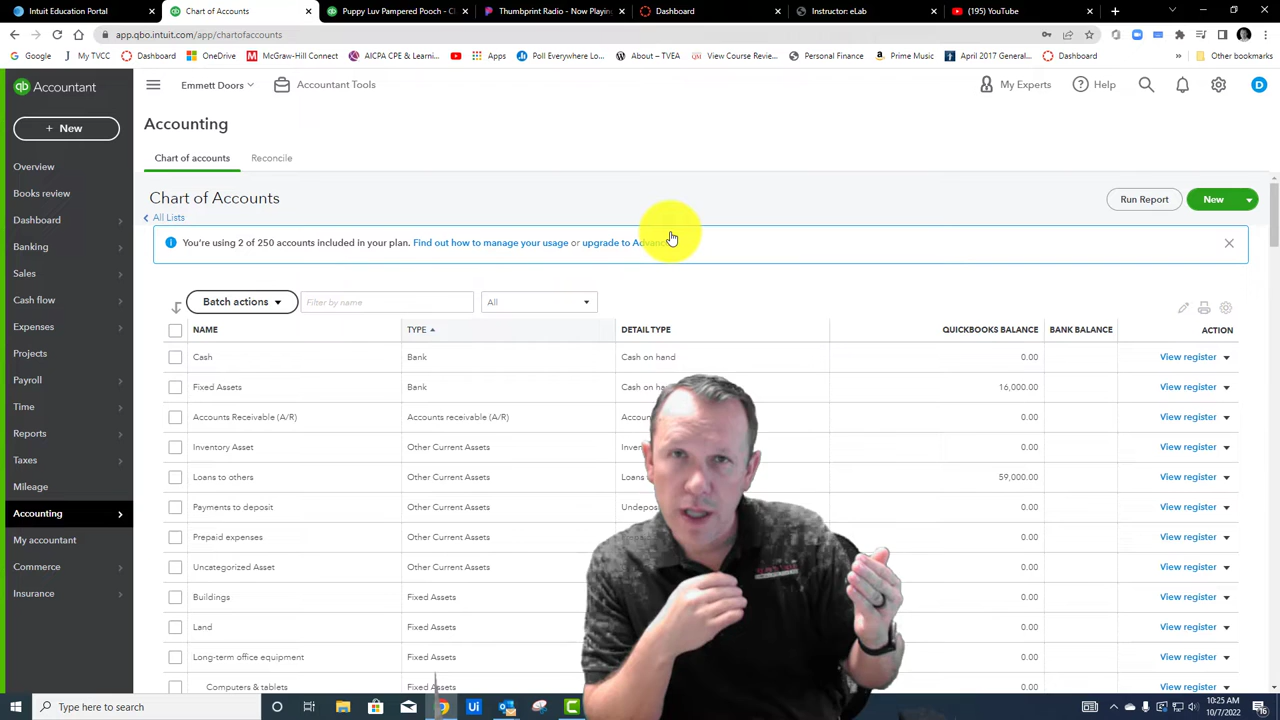 Intuit Education Portal
Chart of Accounts
Puppy Luv Pampered Pooch - C
Thumbprint Radio - Now Playing
Dashboard
Instructor: eLab
(195) YouTube
app.qbo.intuit.com/app/chartofaccounts
Google
My TVCC
Dashboard
OneDrive
McGraw-Hill Connect
AICPA CPE & Learni...
Apps
Poll Everywhere Lo...
About – TVEA
View Course Review...
Personal Finance
Prime Music
April 2017 General...
Dashboard
Other bookmarks
qb Accountant
Emmett Doors
Accountant Tools
My Experts
Help
D
+ New
Overview
Books review
Dashboard
Banking
Sales
Cash flow
Expenses
Projects
Payroll
Time
Reports
Taxes
Mileage
Accounting
My accountant
Commerce
Insurance
Accounting
Chart of accounts Reconcile
Chart of Accounts
All Lists
Run Report New
You're using 2 of 250 accounts included in your plan. Find out how to manage your usage or upgrade to
Batch actions Filter by name All
NAME TYPE DETAIL TYPE QUICKBOOKS BALANCE BANK BALANCE ACTION
Cash Bank Cash on hand 0.00 View register
Fixed Assets Bank Cash on 16,000.00 View register
Accounts Receivable (A/R) Accounts receivable (A/R) 0.00 View register
Inventory Asset Other Current Assets 0.00 View register
Loans to others Other Current Assets Loans 59,000.00 View register
Payments to deposit Other Current Assets 0.00 View register
Prepaid expenses Other Current Assets 0.00 View register
Uncategorized Asset Other Current Assets 0.00 View register
Buildings Fixed Assets 0.00 View register
Land Fixed Assets 0.00 View register
Long-term office equipment Fixed Assets 0.00 View register
Computers & tablets Fixed Assets 0.00 View register
Type here to search
Ui
C
10:25 AM
10/7/2022
16